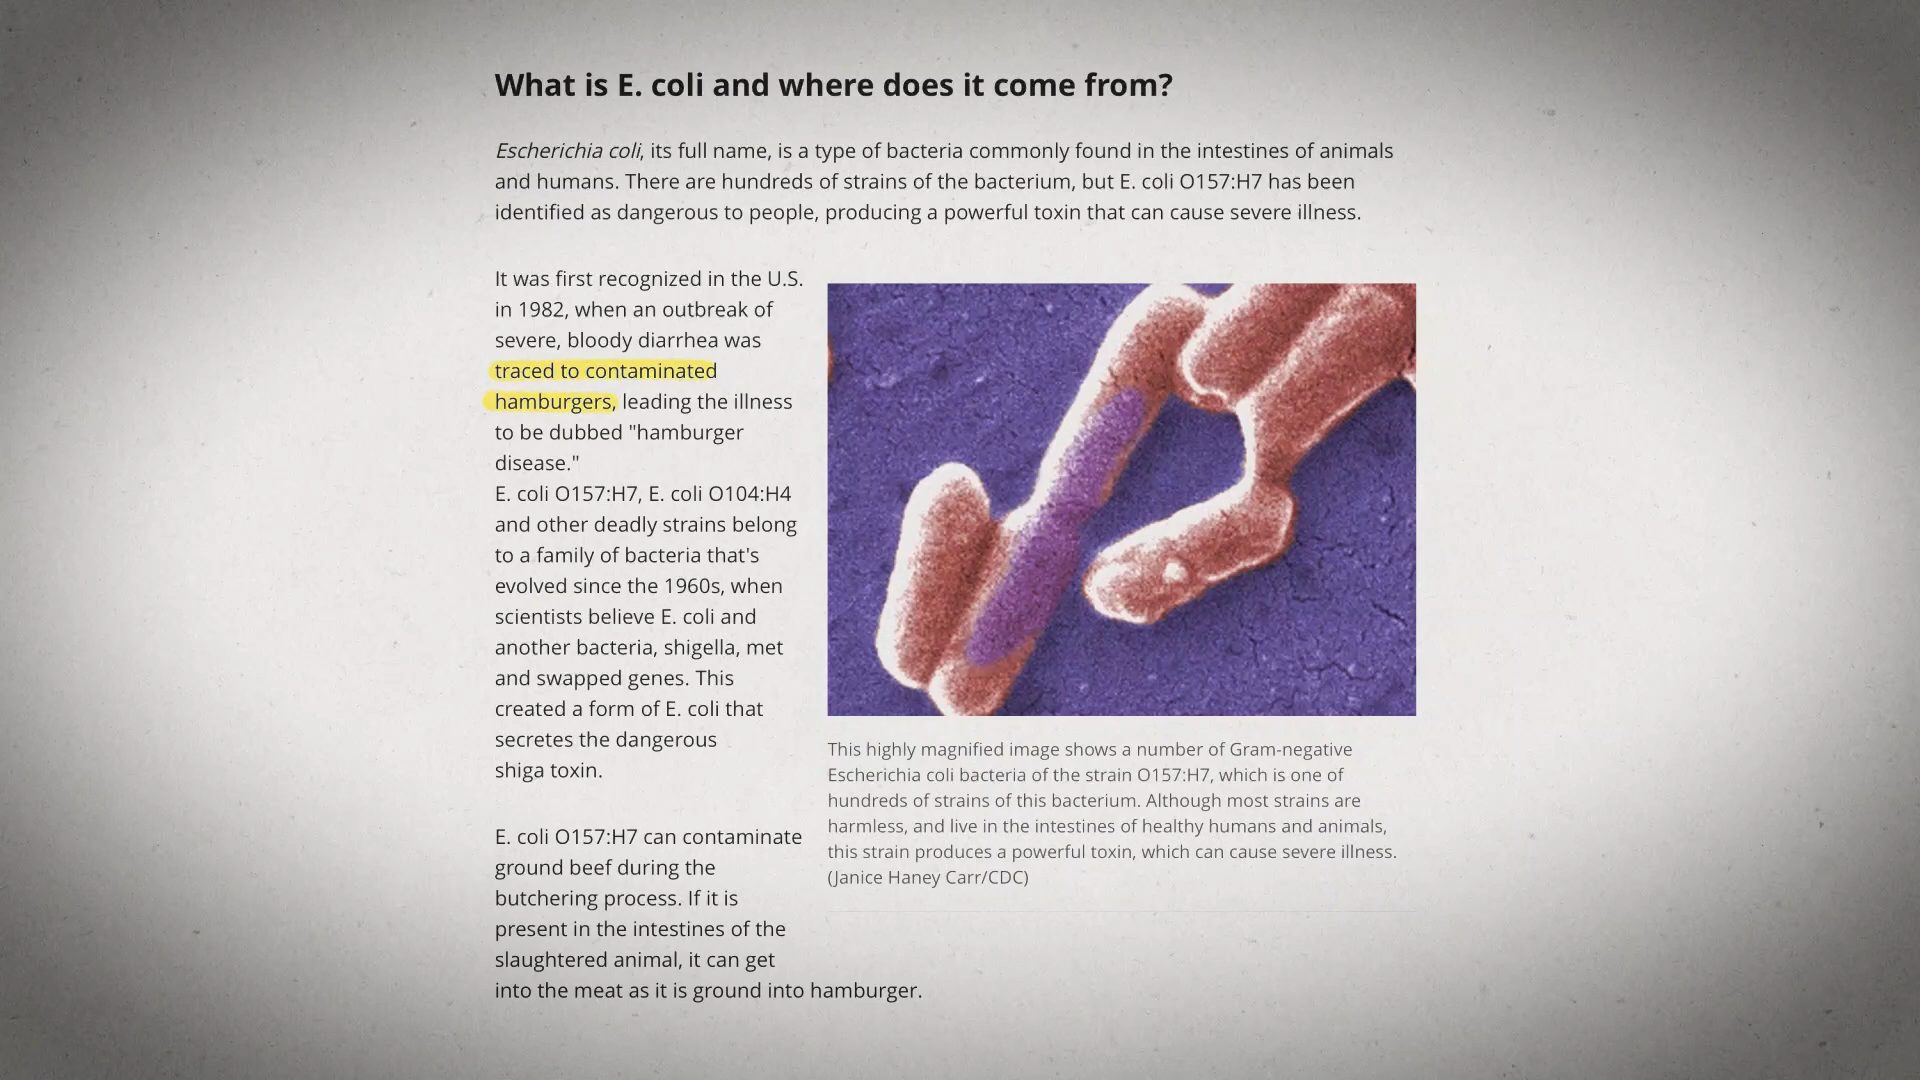 What is E. coli and where does it come from?
Escherichia coli, its full name, is a type of bacteria commonly found in the intestines of animals
and humans. There are hundreds of strains of the bacterium, but E. coli O157:H7 has been
identified as dangerous to people, producing a powerful toxin that can cause severe illness.
It was first recognized in the U.S.
in 1982, when an outbreak of
severe, bloody diarrhea was
traced to contaminated
hamburgers, leading the illness
to be dubbed "hamburger
disease."
E. coli O157:H7, E. coli O104:H4
and other deadly strains belong
to a family of bacteria that's
evolved since the 1960s, when
scientists believe E. coli and
another bacteria, shigella, met
and swapped genes. This
created a form of E. coli that
secretes the dangerous
shiga toxin.
E. coli O157:H7 can contaminate
ground beef during the
butchering process. If it is
present in the intestines of the
slaughtered animal, it can get
into the meat as it is ground into hamburger.
This highly magnified image shows a number of Gram-negative
Escherichia coli bacteria of the strain O157:H7, which is one of
hundreds of strains of this bacterium. Although most strains are
harmless, and live in the intestines of healthy humans and animals,
this strain produces a powerful toxin, which can cause severe illness.
(Janice Haney Carr/CDC)